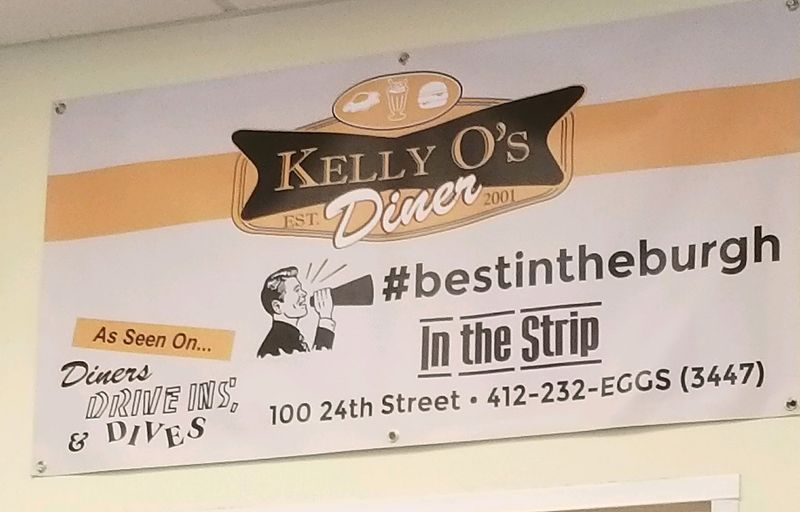 KELLY O'S
Diner
EST. 2001
#bestintheburgh
In the Strip
100 24th Street • 412-232-EGGS (3447)
As Seen On...
Diners
DRIVE INS,
& DIVES